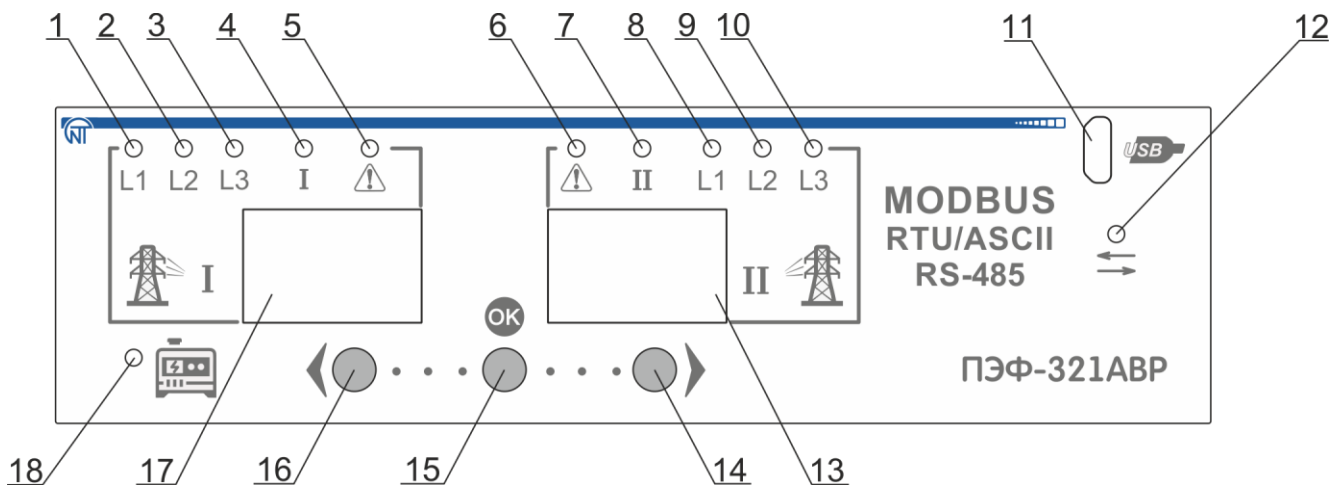 1 2 3 4 5 6 7 8 9 10 11 12
NT
USB
L1 L2 L3 I II L1 L2 L3
MODBUS
RTU/ASCII
RS-485
I II
OK
ПЭФ-321АВР
18 17 16 15 14 13